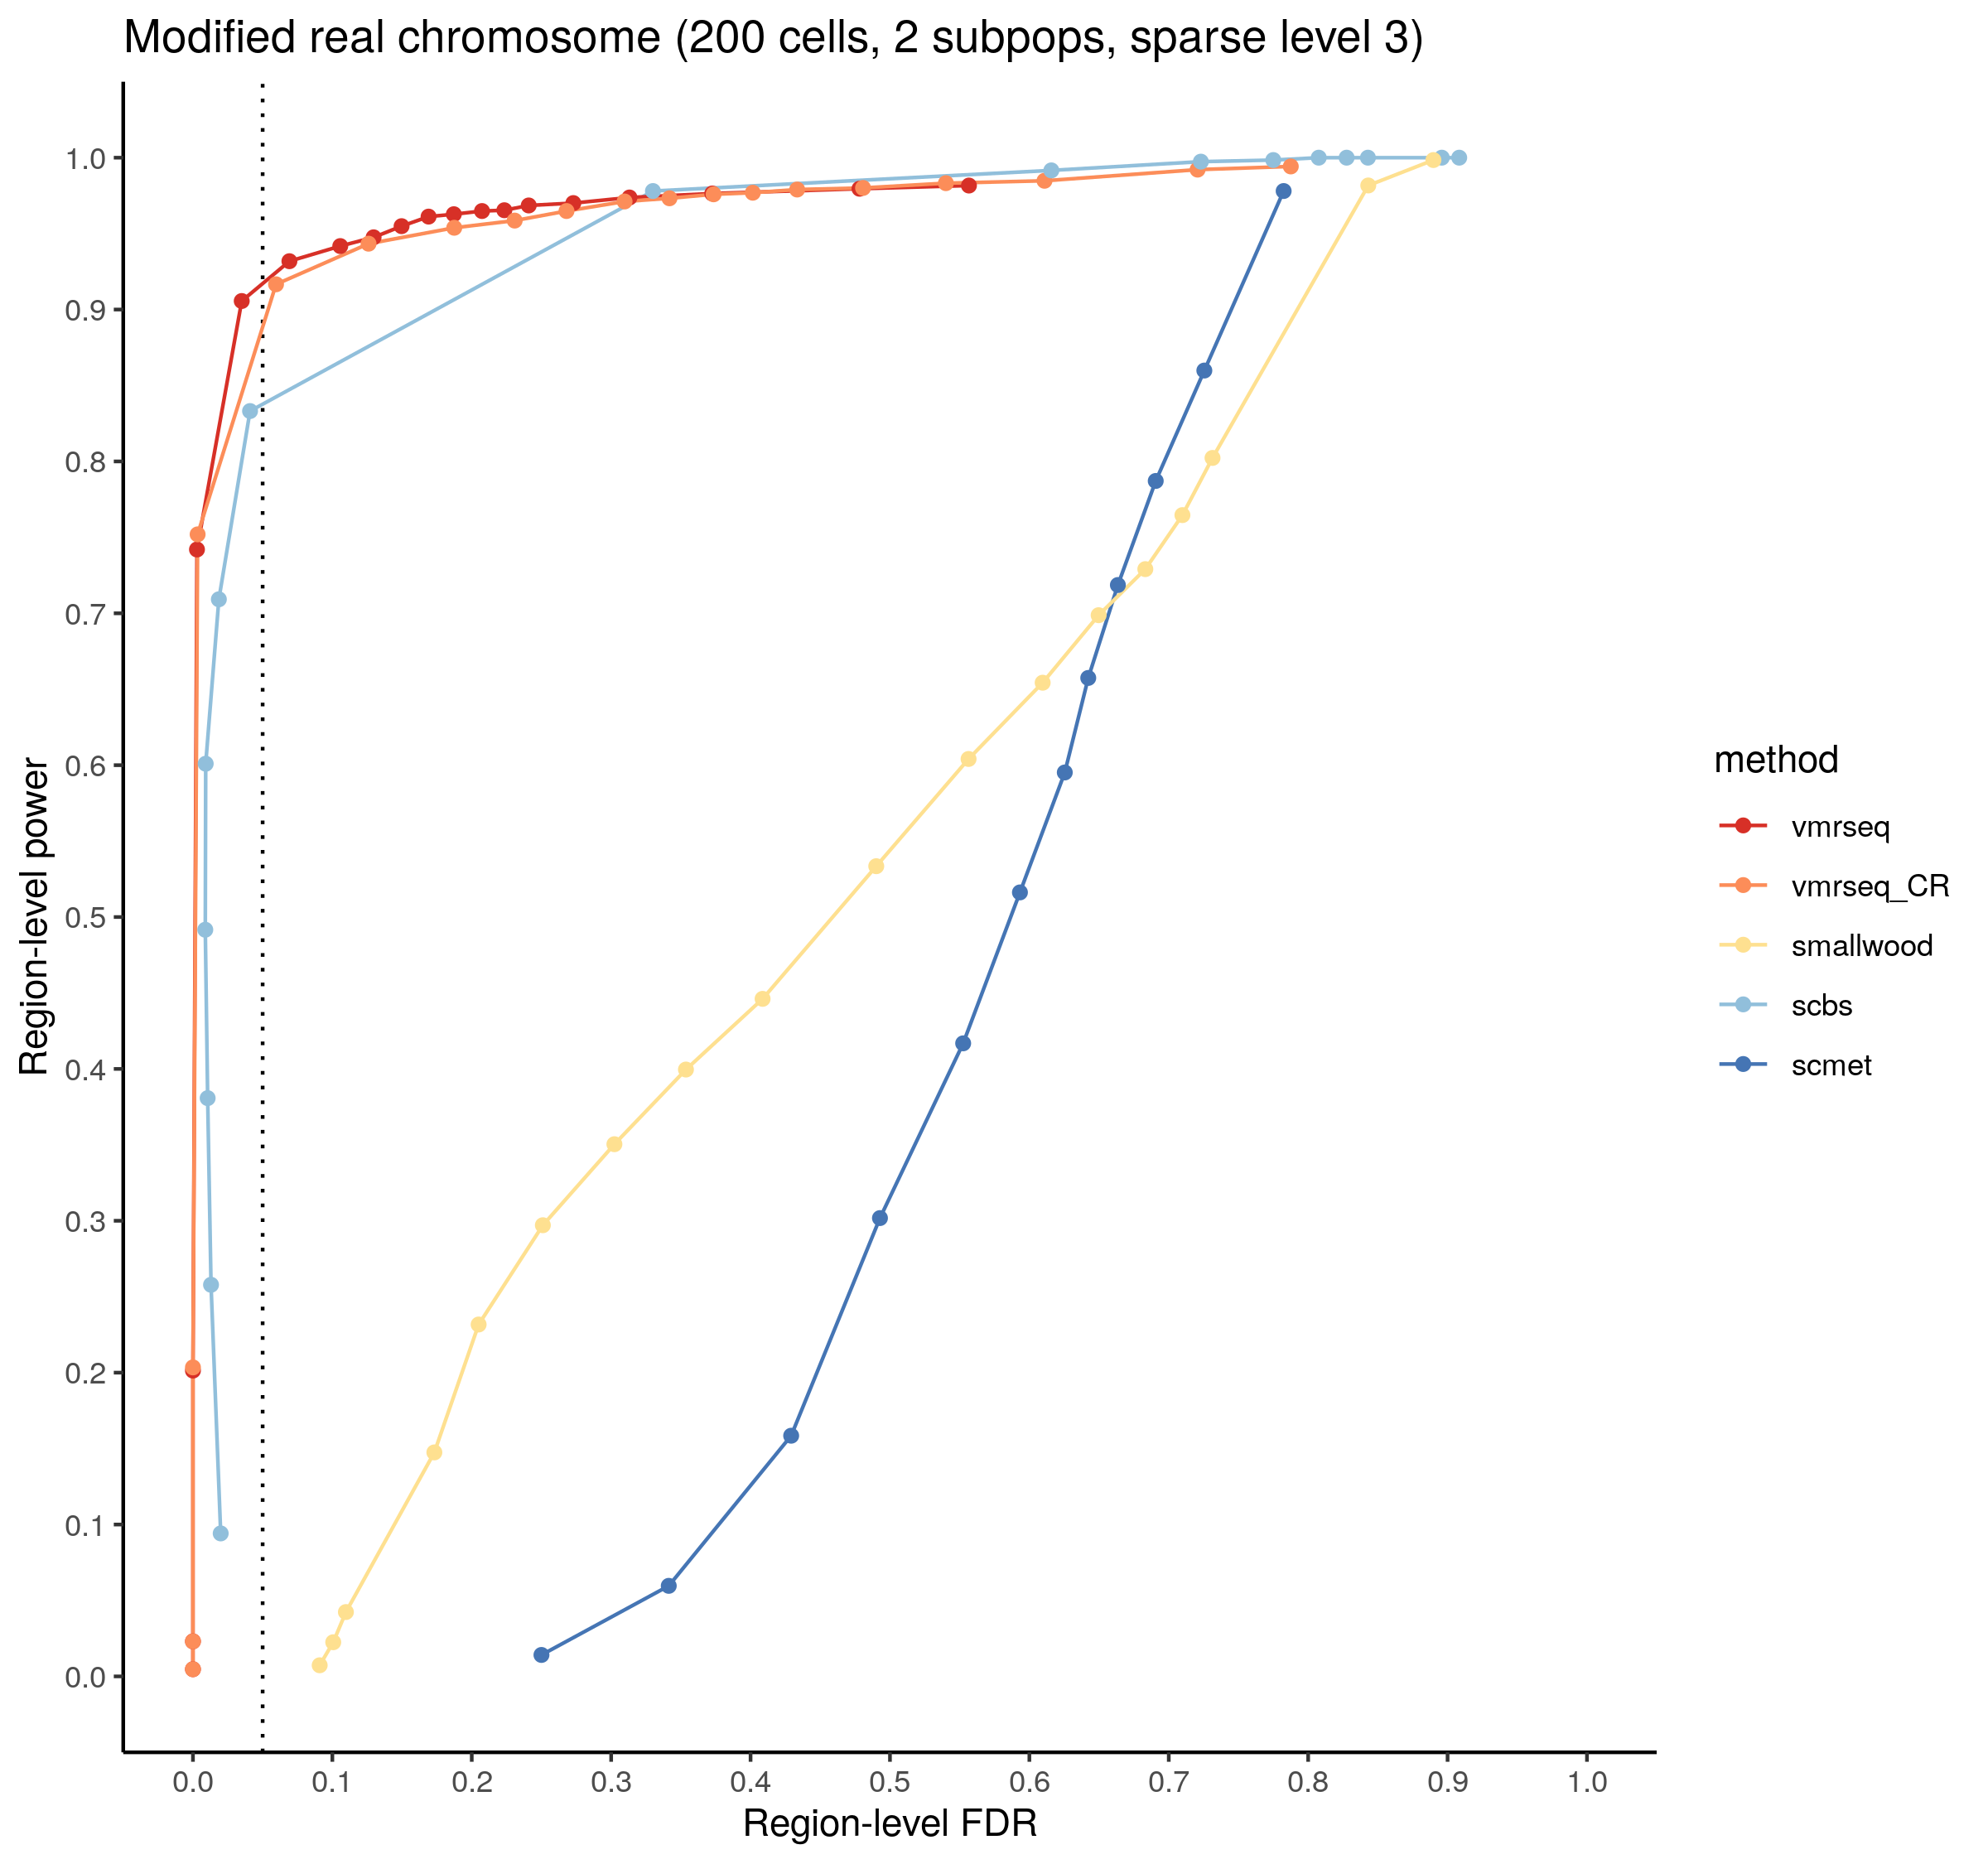 Modified real chromosome (200 cells, 2 subpops, sparse level 3)
Region-level power
1.0
0.9
0.8
0.7
0.6
0.5
0.4
0.3
0.2
0.1
0.0
0.0 0.1 0.2 0.3 0.4 0.5 0.6 0.7 0.8 0.9 1.0
Region-level FDR
method
vmrseq
vmrseq_CR
smallwood
scbs
scmet